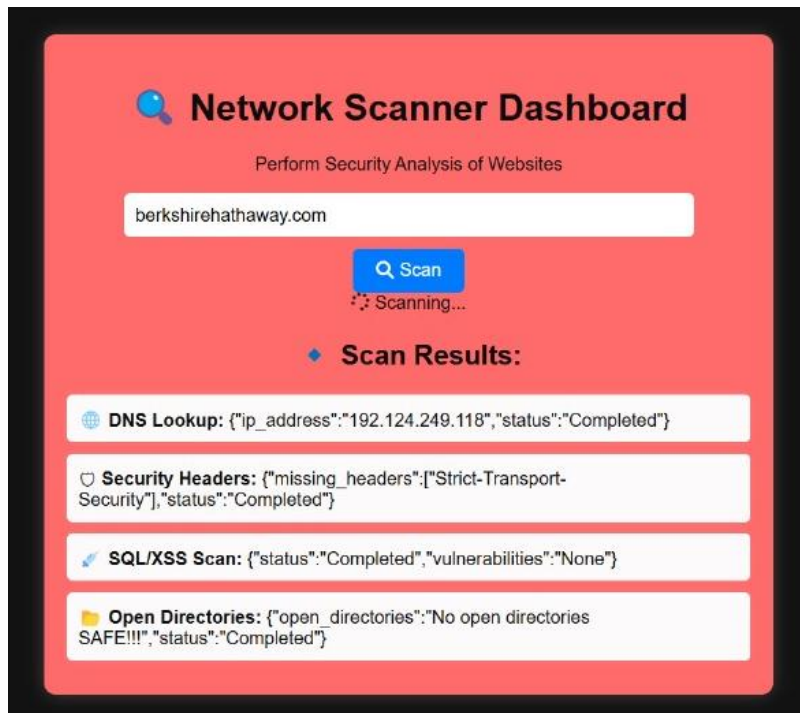 Network Scanner Dashboard
Perform Security Analysis of Websites
berkshirehathaway.com
Scan
Scanning...
Scan Results:
DNS Lookup: {"ip_address":"192.124.249.118","status":"Completed"}
Security Headers: {"missing_headers":["Strict-Transport-
Security"],"status":"Completed"}
SQL/XSS Scan: {"status":"Completed","vulnerabilities":"None"}
Open Directories: {"open_directories":"No open directories
SAFE!!!","status":"Completed"}